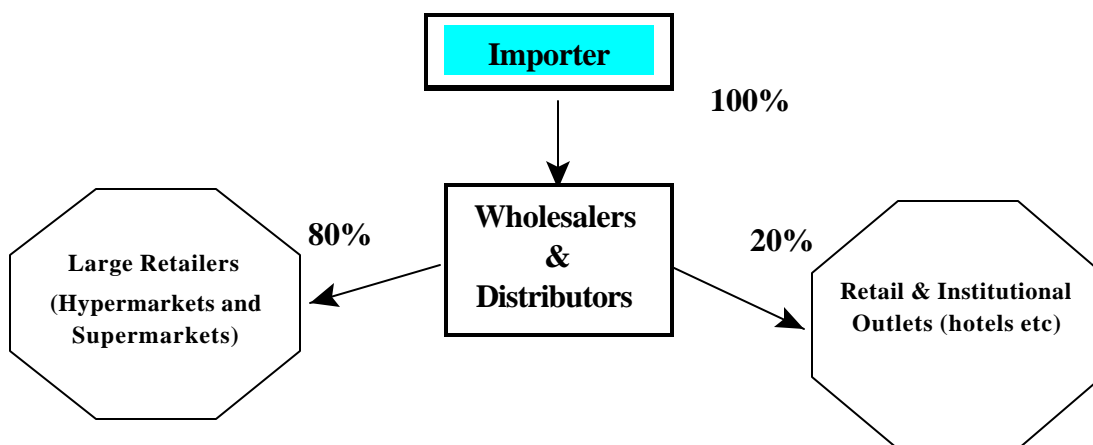 Importer
100%
Wholesalers
&
Distributors
80%
20%
Large Retailers
(Hypermarkets and
Supermarkets)
Retail & Institutional
Outlets (hotels etc)